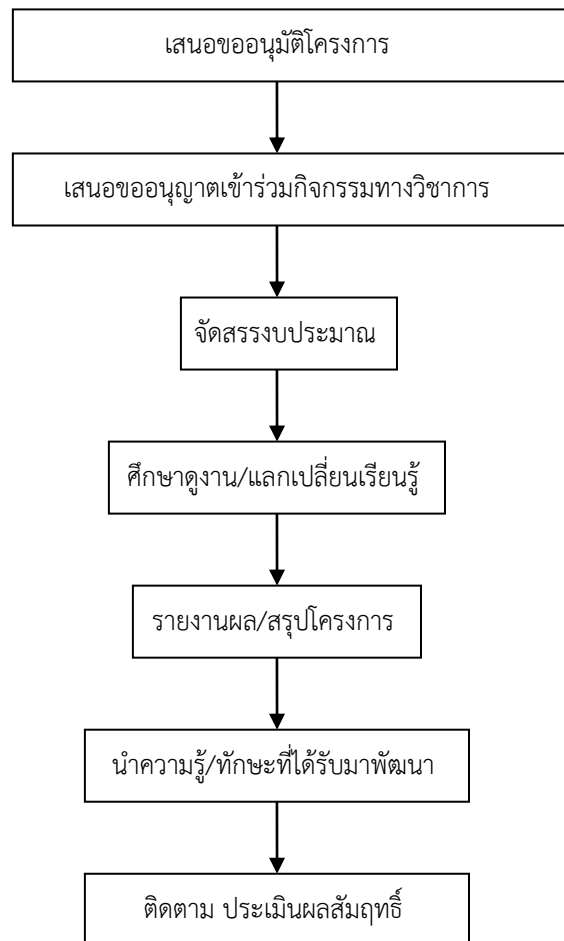 เสนอขออนุมัติโครงการ
เสนอขออนุญาตเข้าร่วมกิจกรรมทางวิชาการ
จัดสรรงบประมาณ
ศึกษาดูงาน/แลกเปลี่ยนเรียนรู้
รายงานผล/สรุปโครงการ
นำความรู้/ทักษะที่ได้รับมาพัฒนา
ติดตาม ประเมินผลสัมฤทธิ์